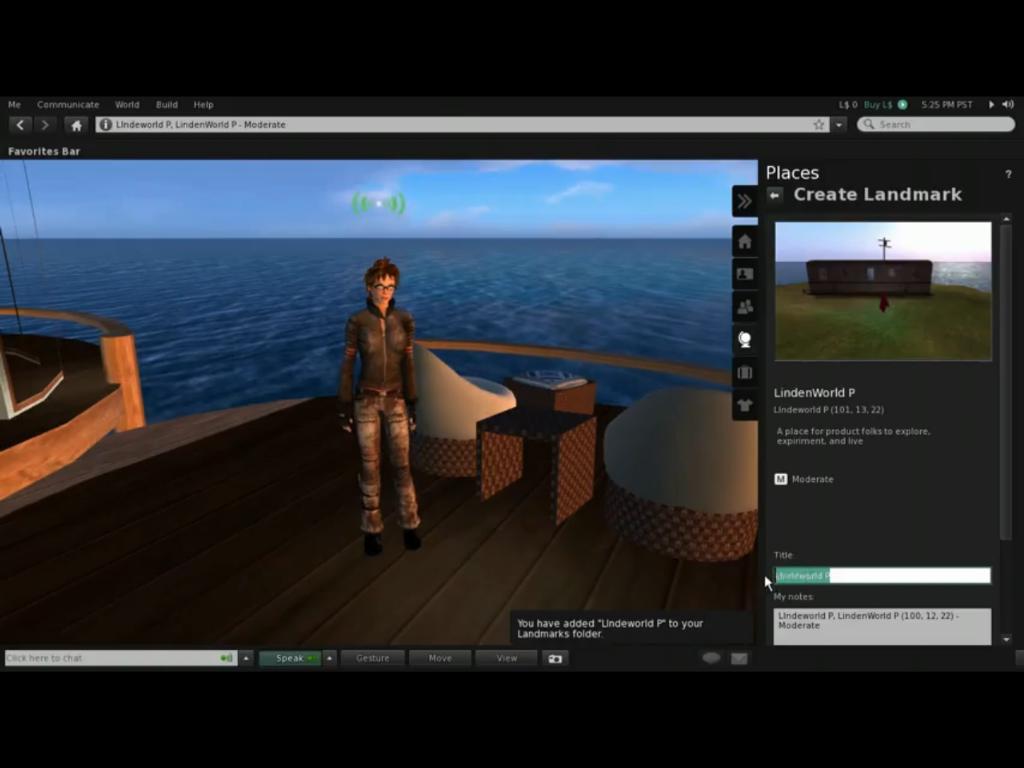 Me Communicate World Build Help L$ 0 Buy L$ 5:25 PM PST
LIndeworld P, LindenWorld P - Moderate Search
Favorites Bar
Places ?
Create Landmark
LindenWorld P
LIndeworld P (101, 13, 22)
A place for product folks to explore,
expiriment, and live
M Moderate
Title:
LIndeworld P
My notes:
LIndeworld P, LindenWorld P (100, 12, 22) -
Moderate
You have added "LIndeworld P" to your
Landmarks folder.
Click here to chat Speak Gesture Move View